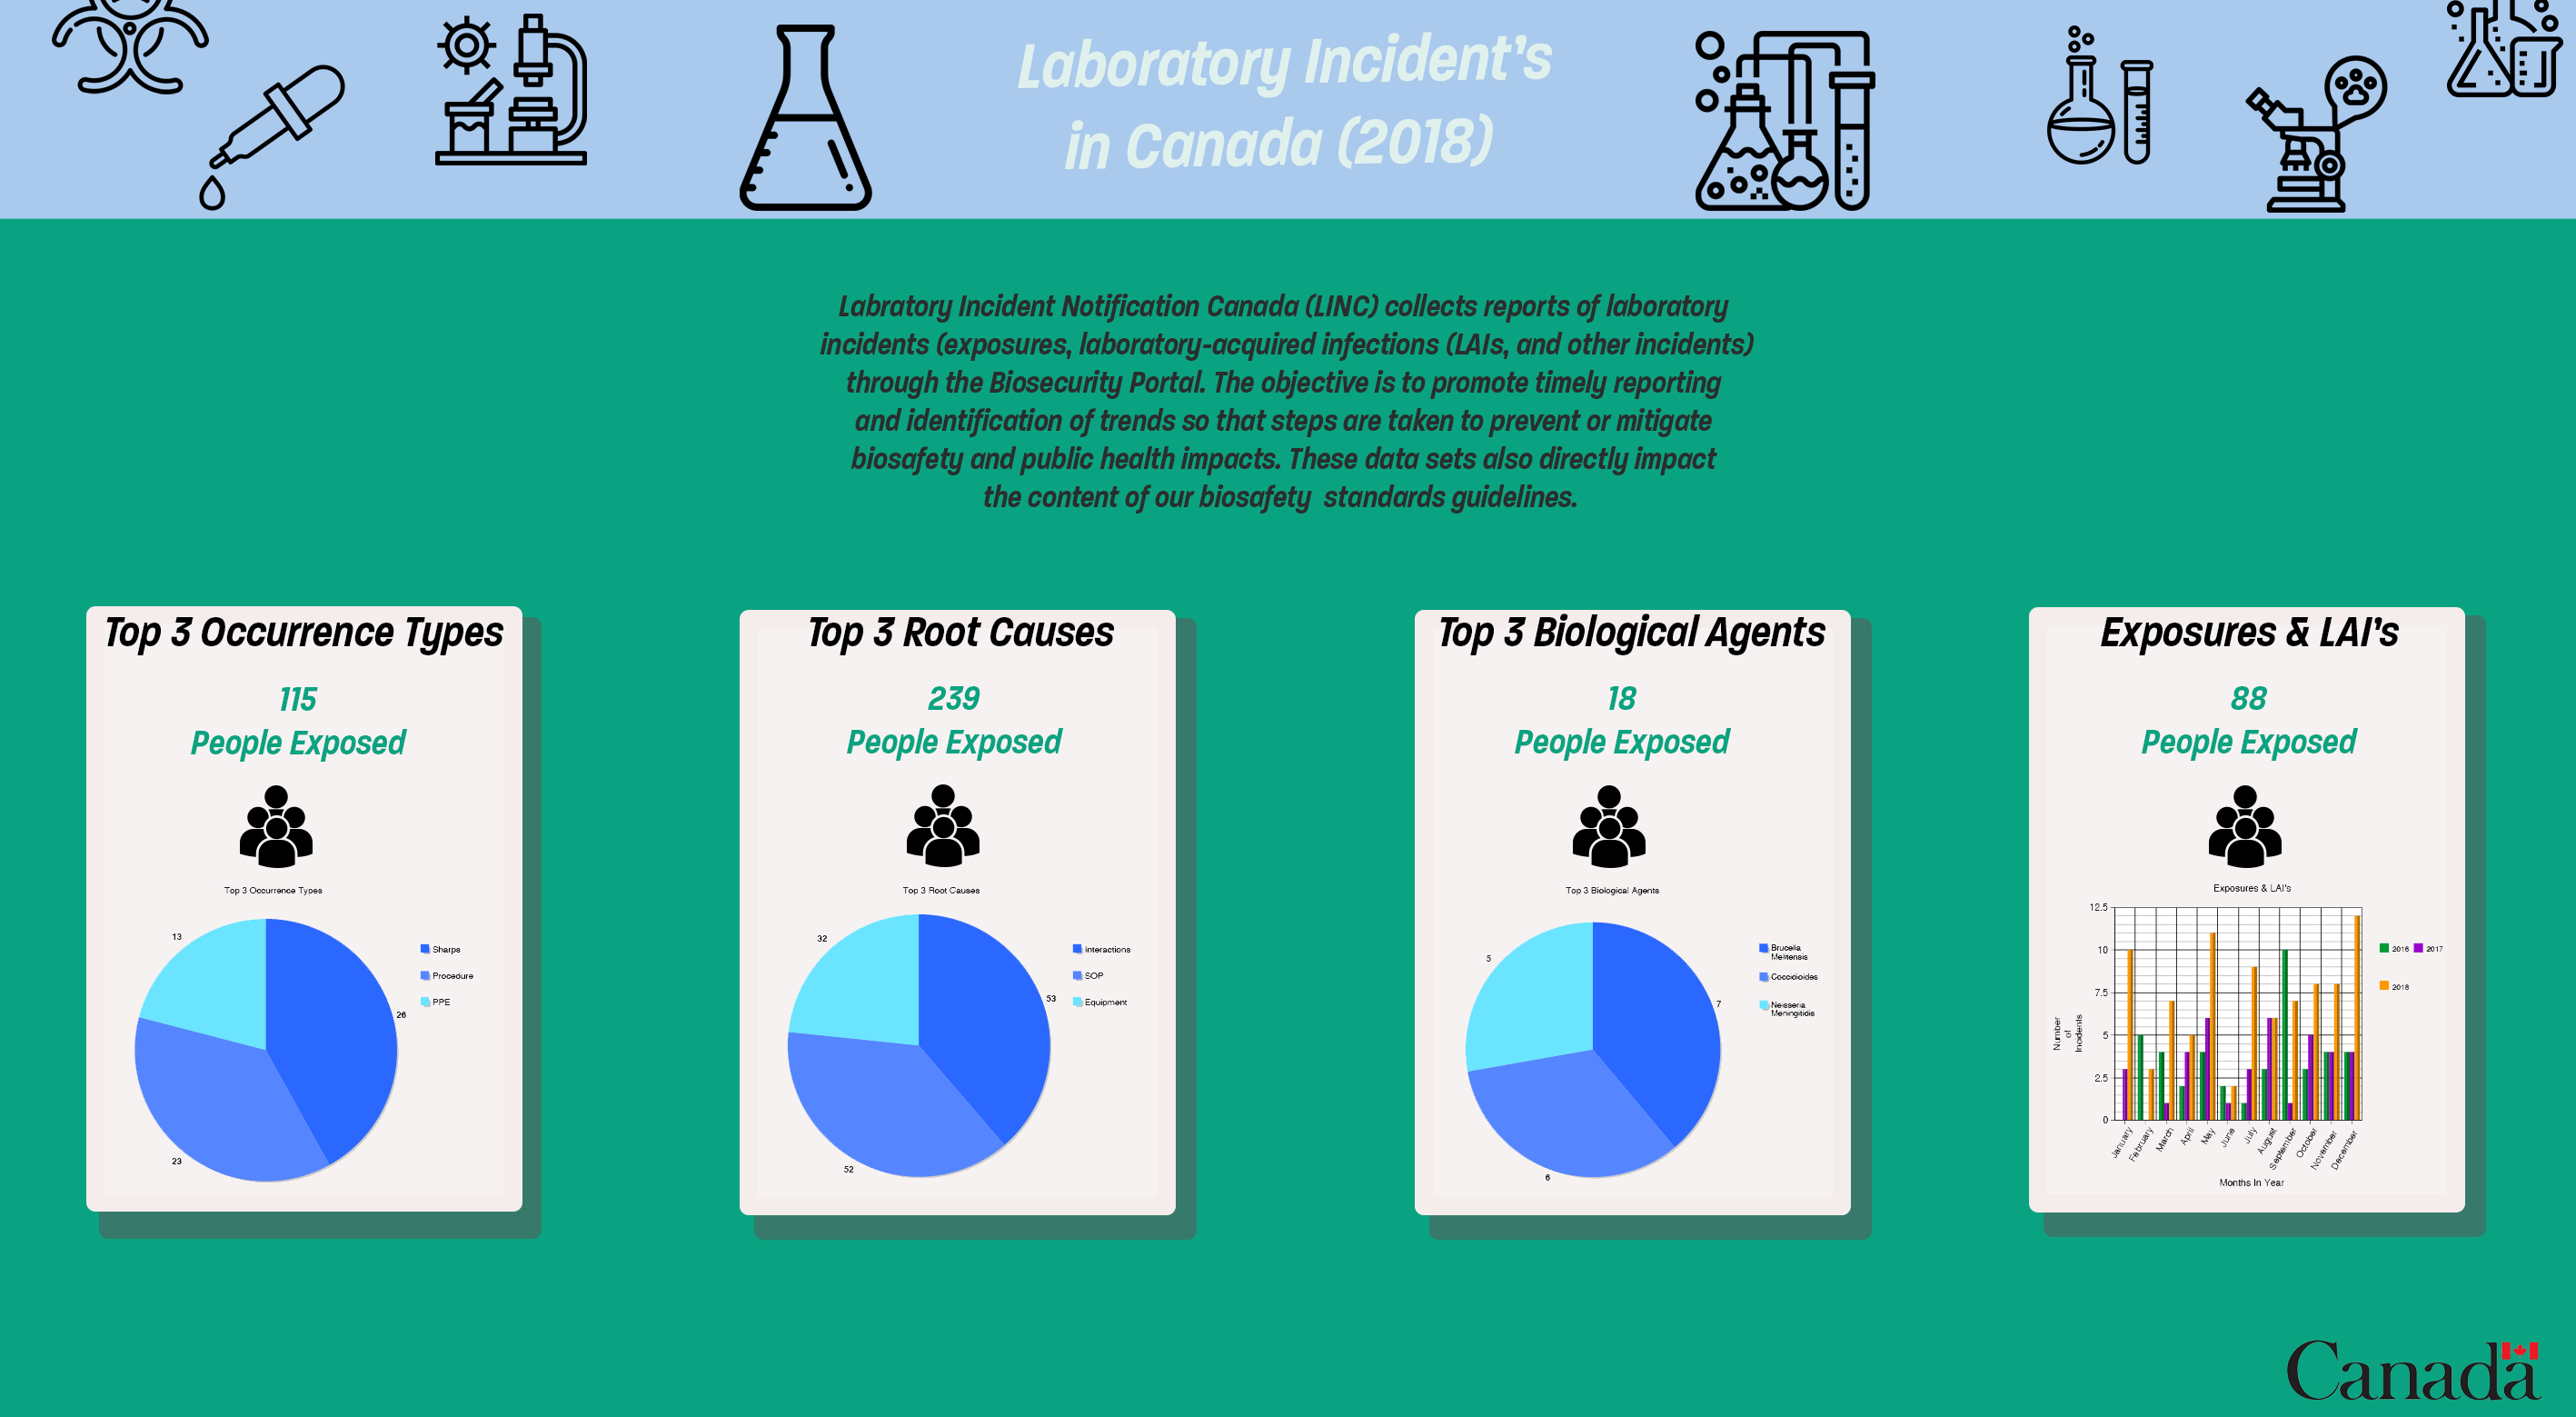 Laboratory Incident's
in Canada (2018)
Labratory Incident Notification Canada (LINC) collects reports of laboratory
incidents (exposures, laboratory-acquired infections (LAIs, and other incidents)
through the Biosecurity Portal. The objective is to promote timely reporting
and identification of trends so that steps are taken to prevent or mitigate
biosafety and public health impacts. These data sets also directly impact
the content of our biosafety standards guidelines.
Top 3 Occurrence Types
115
People Exposed
Top 3 Occurrence Types
13
26
23
Sharps
Procedure
PPE
Top 3 Root Causes
239
People Exposed
Top 3 Root Causes
32
53
52
Interactions
SOP
Equipment
Top 3 Biological Agents
18
People Exposed
Top 3 Biological Agents
5
7
6
Brucella
Melitensis
Coccidioides
Neisseria
Meningitidis
Exposures & LAI's
88
People Exposed
Exposures & LAI's
12.5
10
7.5
5
2.5
0
Number
of
Incidents
2016 2017
2018
January
February
March
April
May
June
July
August
September
October
November
December
Months In Year
Canada